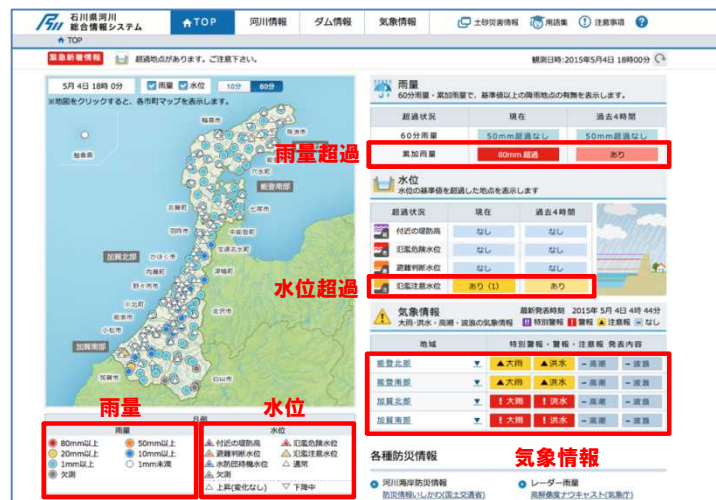 石川県河川
総合情報システム
TOP
河川情報
ダム情報
気象情報
土砂災害情報
用語集
注意事項
TOP
緊急新着情報
超過地点があります。ご注意下さい。
観測日時:2015年5月4日 18時00分
5月 4日 18時 0分
雨量
水位
10分
60分
※地図をクリックすると、各市町マップを表示します。
輪島市
珠洲市
舳倉島
穴水町
能登南部
志賀町
七尾市
羽咋市
中能登町
宝達志水町
加賀北部
かほく市
内灘町
津幡町
野々市市
川北町
金沢市
能美市
小松市
加賀南部
加賀市
白山市
雨量
水位
凡例
雨量
水位
80mm以上
50mm以上
20mm以上
10mm以上
1mm以上
1mm未満
欠測
付近の堤防高
氾濫危険水位
避難判断水位
氾濫注意水位
水防団待機水位
通常
欠測
上昇(変化なし)
下降中
雨量
60分雨量・累加雨量で、基準値以上の降雨地点の有無を表示します。
超過状況
現在
過去4時間
60分雨量
50mm超過なし
50mm超過なし
雨量超過
累加雨量
80mm 超過
あり
水位
水位の基準値を超過した地点を表示します
超過状況
現在
過去4時間
付近の堤防高
なし
なし
氾濫危険水位
なし
なし
避難判断水位
なし
なし
水位超過
氾濫注意水位
あり (1)
あり
気象情報
最新発表時刻 2015年 5月 4日 4時 44分
大雨・洪水・高潮・波浪の気象情報
特別警報 警報 注意報 なし
地域
特別警報・警報・注意報 発表内容
能登北部 ▼ ▲大雨 ▲洪水 −高潮 −波浪
能登南部 ▼ ▲大雨 ▲洪水 −高潮 −波浪
加賀北部 ▼ !大雨 !洪水 −高潮 −波浪
加賀南部 ▼ !大雨 !洪水 −高潮 −波浪
気象情報
各種防災情報
河川海岸防災情報
レーダー雨量
防災情報いしかわ(国土交通省)
高解像度ナウキャスト(気象庁)